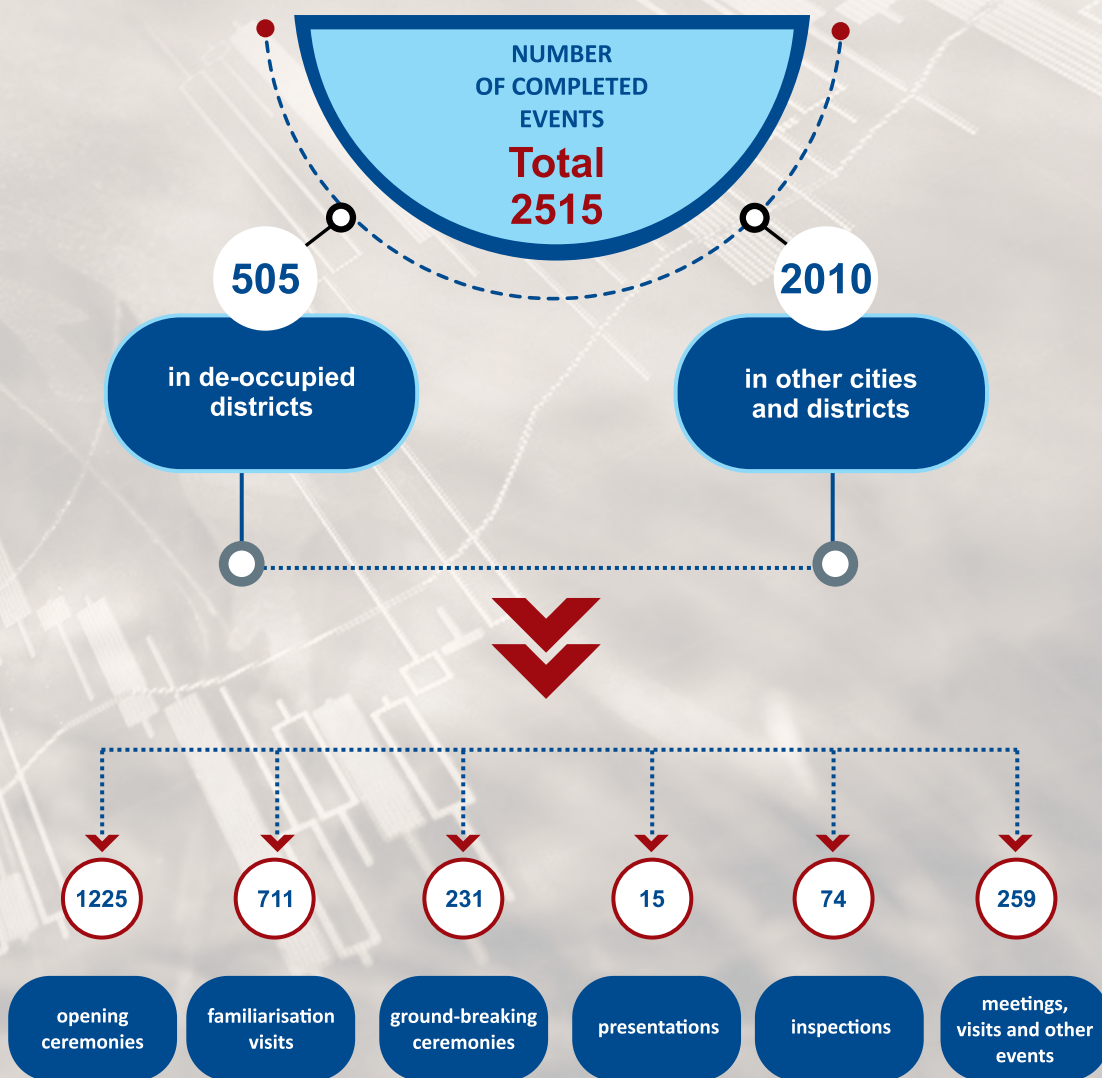 NUMBER
OF COMPLETED
EVENTS
Total
2515
505
2010
in de-occupied
districts
in other cities
and districts
1225
711
231
15
74
259
opening
ceremonies
familiarisation
visits
ground-breaking
ceremonies
presentations
inspections
meetings,
visits and other
events